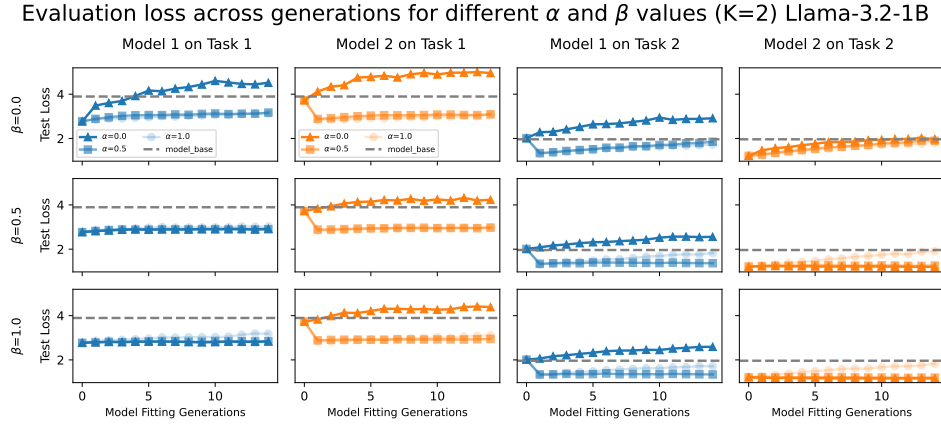 Evaluation loss across generations for different α and β values (K=2) Llama-3.2-1B
Model 1 on Task 1
Model 2 on Task 1
Model 1 on Task 2
Model 2 on Task 2
β=0.0
Test Loss
4
2
α=0.0
α=0.5
α=1.0
model_base
α=0.0
α=0.5
α=1.0
model_base
β=0.5
Test Loss
4
2
β=1.0
Test Loss
4
2
0
5
10
0
5
10
0
5
10
0
5
10
Model Fitting Generations
Model Fitting Generations
Model Fitting Generations
Model Fitting Generations